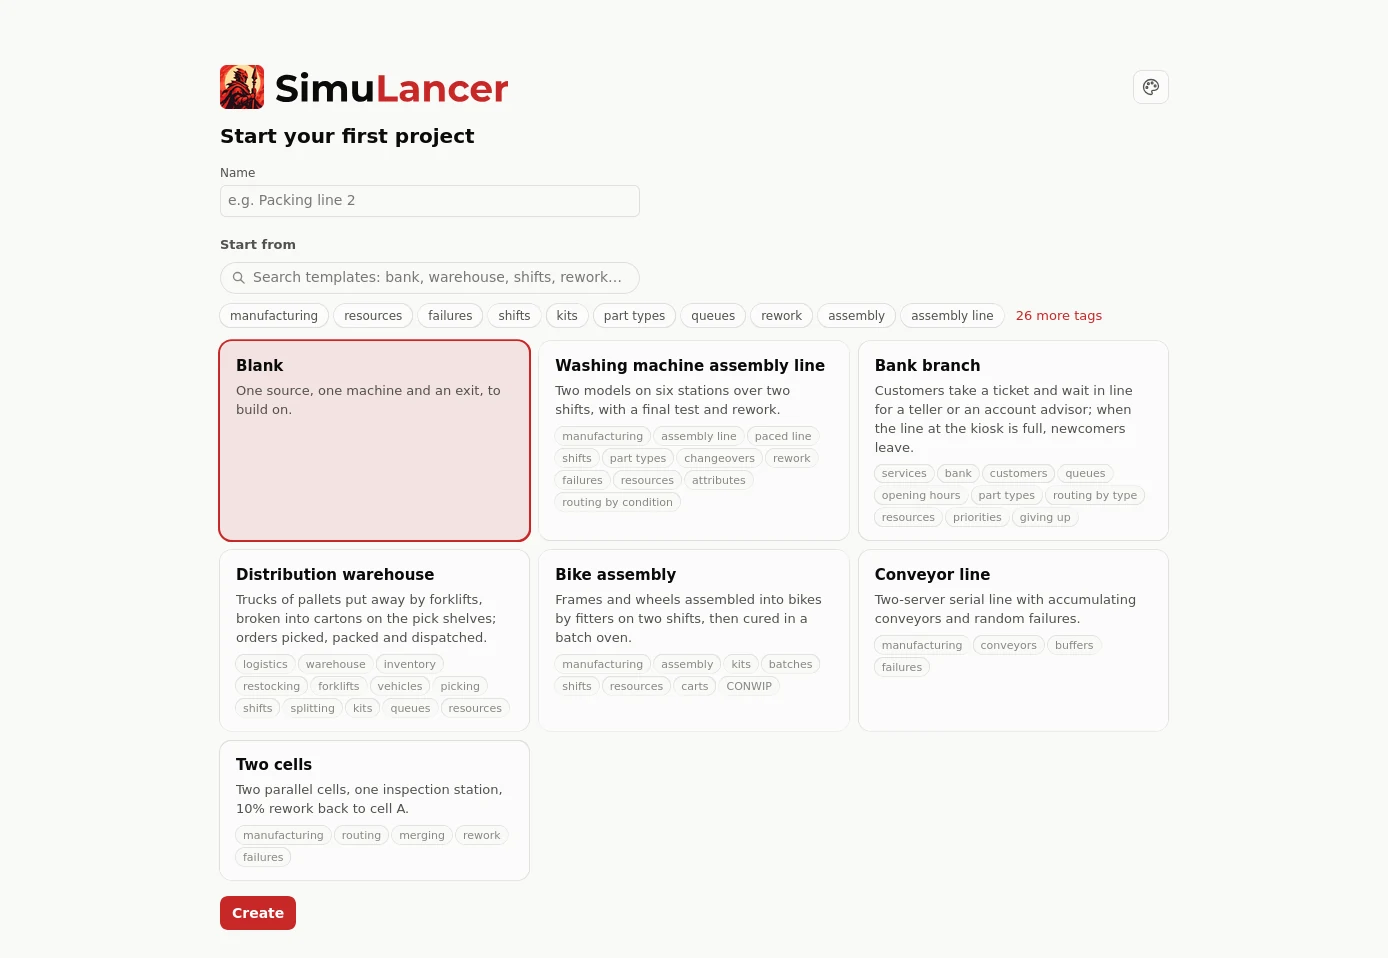 SimuLancer
Start your first project
Name
e.g. Packing line 2
Start from
Search templates: bank, warehouse, shifts, rework...
manufacturing resources failures shifts kits part types queues rework assembly assembly line 26 more tags
Blank
One source, one machine and an exit, to
build on.
Washing machine assembly line
Two models on six stations over two
shifts, with a final test and rework.
manufacturing assembly line paced line
shifts part types changeovers rework
failures resources attributes
routing by condition
Bank branch
Customers take a ticket and wait in line
for a teller or an account advisor; when
the line at the kiosk is full, newcomers
leave.
services bank customers queues
opening hours part types routing by type
resources priorities giving up
Distribution warehouse
Trucks of pallets put away by forklifts,
broken into cartons on the pick shelves;
orders picked, packed and dispatched.
logistics warehouse inventory
restocking forklifts vehicles picking
shifts splitting kits queues resources
Bike assembly
Frames and wheels assembled into bikes
by fitters on two shifts, then cured in a
batch oven.
manufacturing assembly kits batches
shifts resources carts CONWIP
Conveyor line
Two-server serial line with accumulating
conveyors and random failures.
manufacturing conveyors buffers
failures
Two cells
Two parallel cells, one inspection station,
10% rework back to cell A.
manufacturing routing merging rework
failures
Create